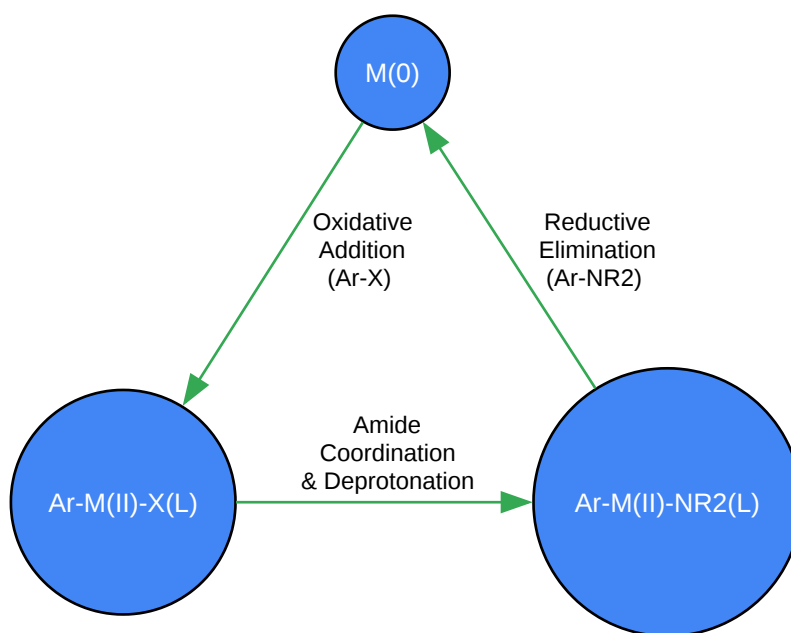 M(0)
Oxidative
Addition
(Ar-X)
Reductive
Elimination
(Ar-NR2)
Amide
Coordination
& Deprotonation
Ar-M(II)-X(L)
Ar-M(II)-NR2(L)